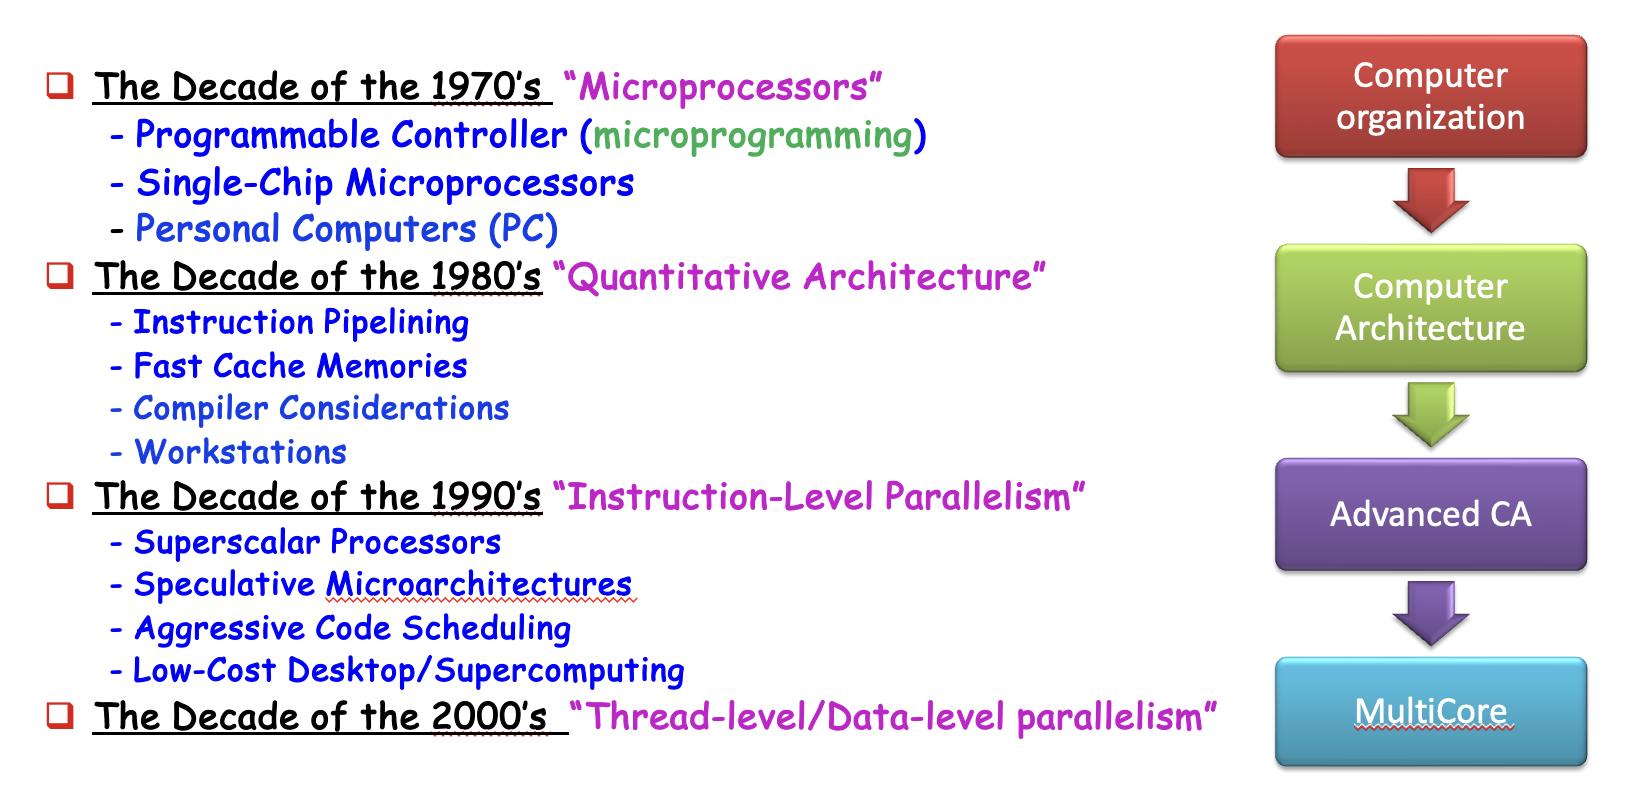 The Decade of the 1970's “Microprocessors”
- Programmable Controller (microprogramming)
- Single-Chip Microprocessors
- Personal Computers (PC)
The Decade of the 1980's “Quantitative Architecture”
- Instruction Pipelining
- Fast Cache Memories
- Compiler Considerations
- Workstations
The Decade of the 1990's “Instruction-Level Parallelism”
- Superscalar Processors
- Speculative Microarchitectures
- Aggressive Code Scheduling
- Low-Cost Desktop/Supercomputing
The Decade of the 2000's “Thread-level/Data-level parallelism”
Computer
organization
Computer
Architecture
Advanced CA
MultiCore